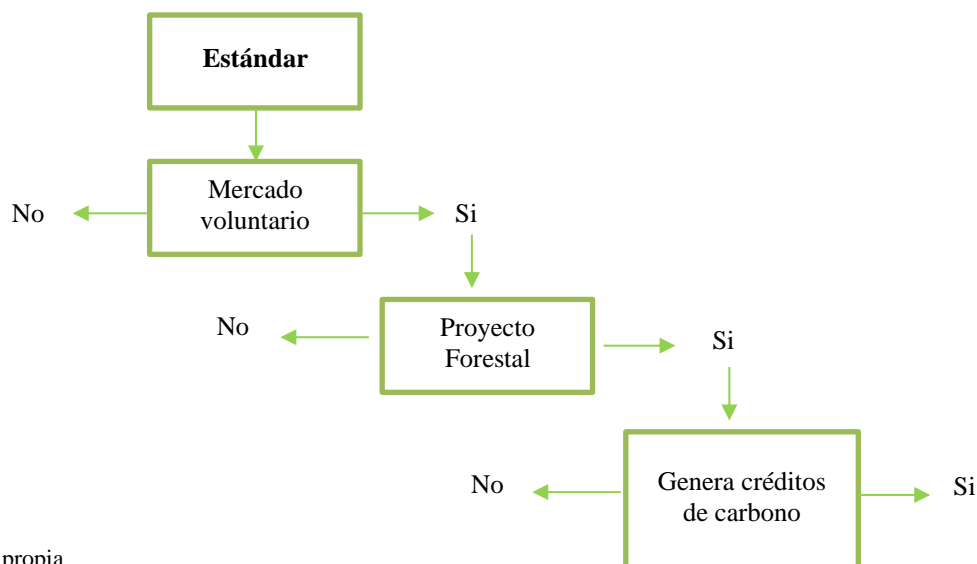 Estándar
Mercado
voluntario
No
Si
Proyecto
Forestal
No
Si
Genera créditos
de carbono
No
Si
propia